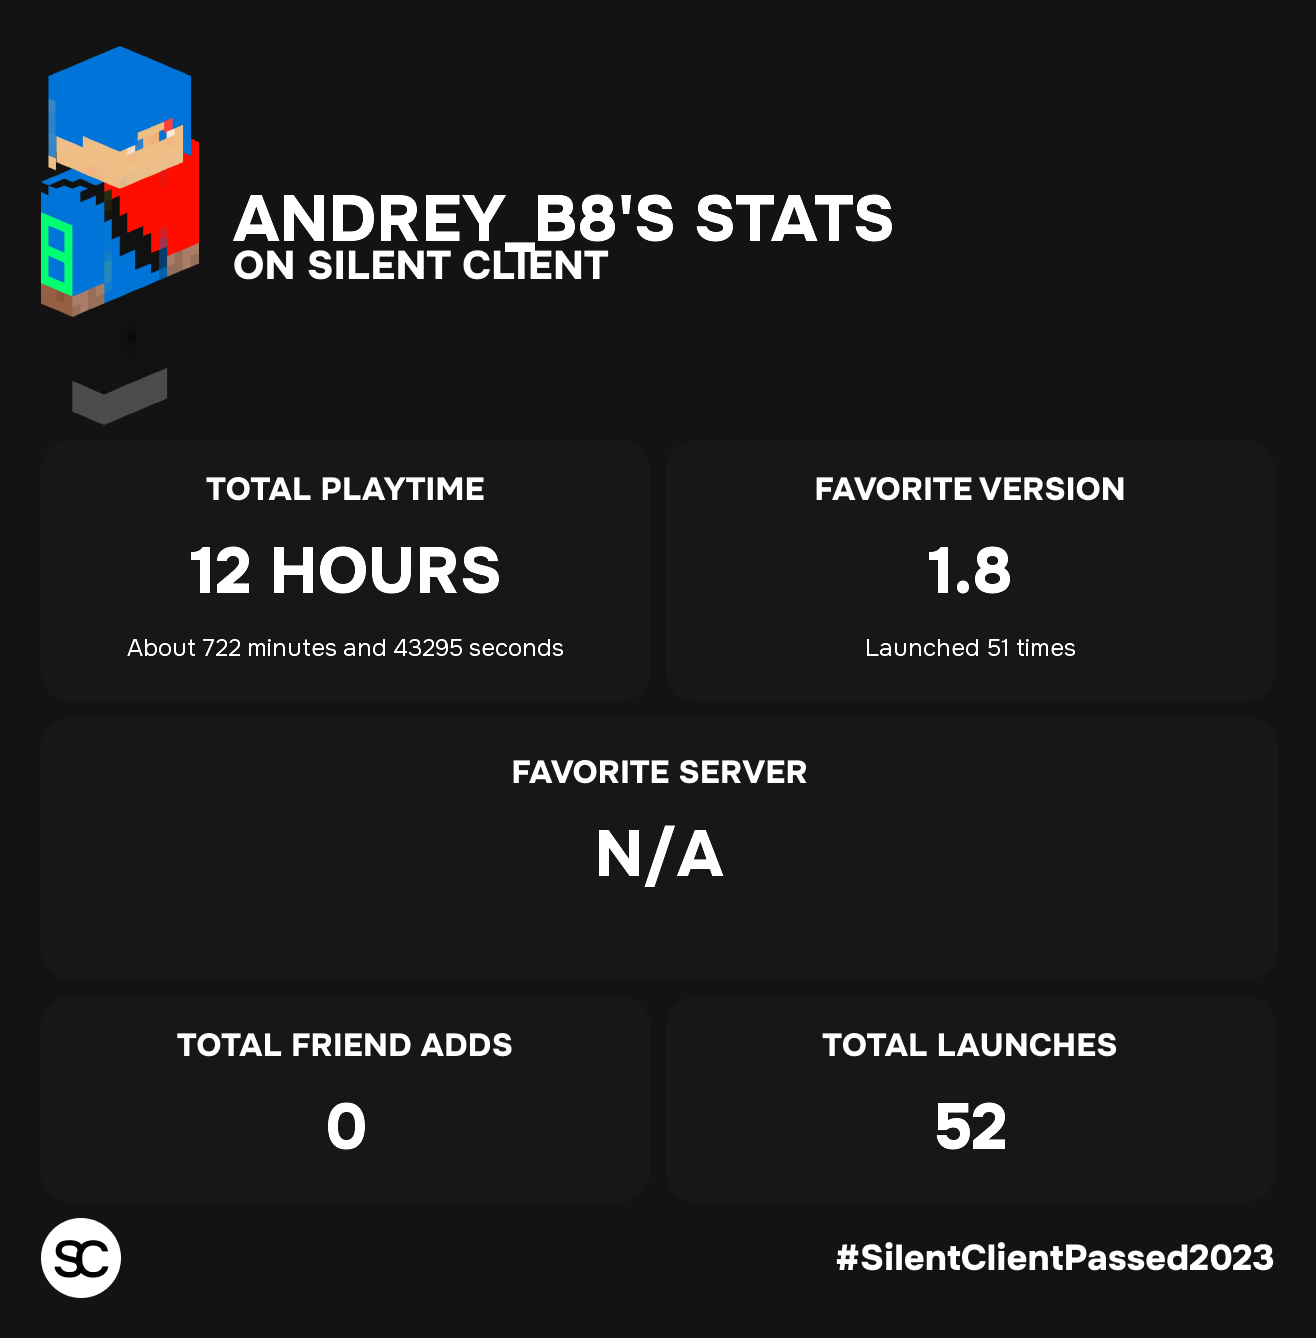 ANDREY_B8'S STATS
ON SILENT CLIENT
TOTAL PLAYTIME
12 HOURS
About 722 minutes and 43295 seconds
FAVORITE VERSION
1.8
Launched 51 times
FAVORITE SERVER
N/A
TOTAL FRIEND ADDS
0
TOTAL LAUNCHES
52
SC
#SilentClientPassed2023